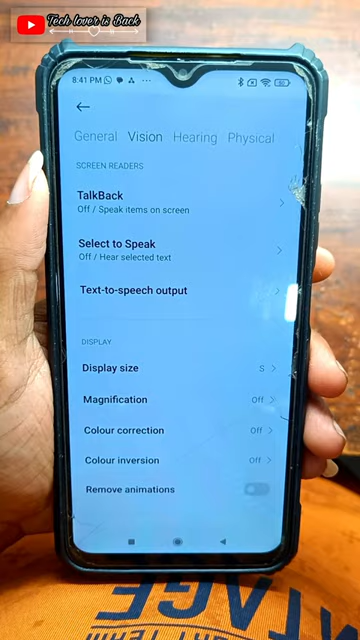 Tech lover is Back
8:41 PM
General Vision Hearing Physical
SCREEN READERS
TalkBack
Off / Speak items on screen
Select to Speak
Off / Hear selected text
Text-to-speech output
DISPLAY
Display size S
Magnification Off
Colour correction Off
Colour inversion Off
Remove animations